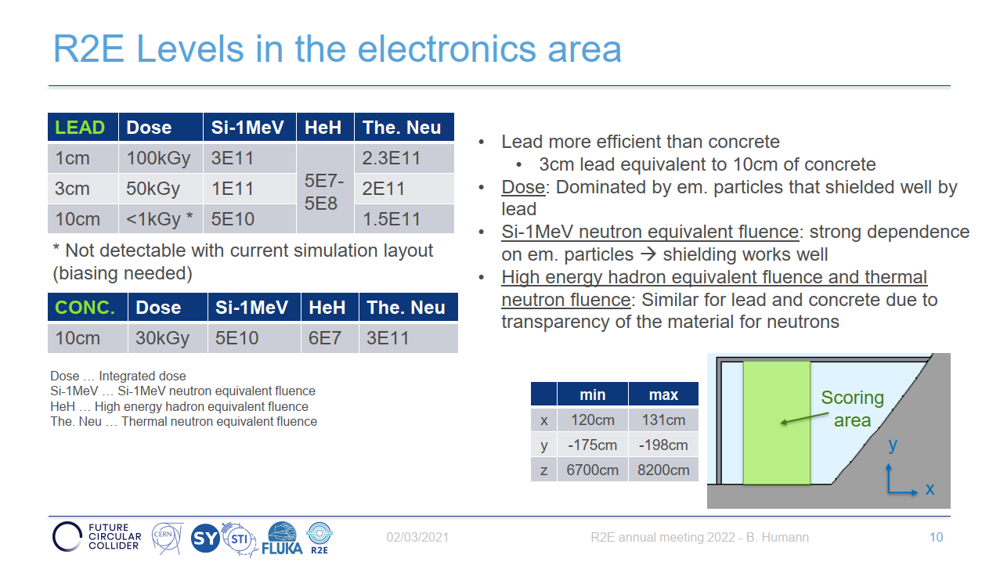 R2E Levels in the electronics area
LEAD Dose Si-1MeV HeH The. Neu
1cm 100kGy 3E11 5E7-5E8 2.3E11
3cm 50kGy 1E11 2E11
10cm <1kGy * 5E10 1.5E11
* Not detectable with current simulation layout
(biasing needed)
CONC. Dose Si-1MeV HeH The. Neu
10cm 30kGy 5E10 6E7 3E11
Dose … Integrated dose
Si-1MeV … Si-1MeV neutron equivalent fluence
HeH … High energy hadron equivalent fluence
The. Neu … Thermal neutron equivalent fluence
• Lead more efficient than concrete
• 3cm lead equivalent to 10cm of concrete
• Dose: Dominated by em. particles that shielded well by
lead
• Si-1MeV neutron equivalent fluence: strong dependence
on em. particles → shielding works well
• High energy hadron equivalent fluence and thermal
neutron fluence: Similar for lead and concrete due to
transparency of the material for neutrons
min max
x 120cm 131cm
y -175cm -198cm
z 6700cm 8200cm
Scoring
area
y
x
FUTURE
CIRCULAR
COLLIDER
CERN
SY
STI
FLUKA
R2E
02/03/2021
R2E annual meeting 2022 - B. Humann
10